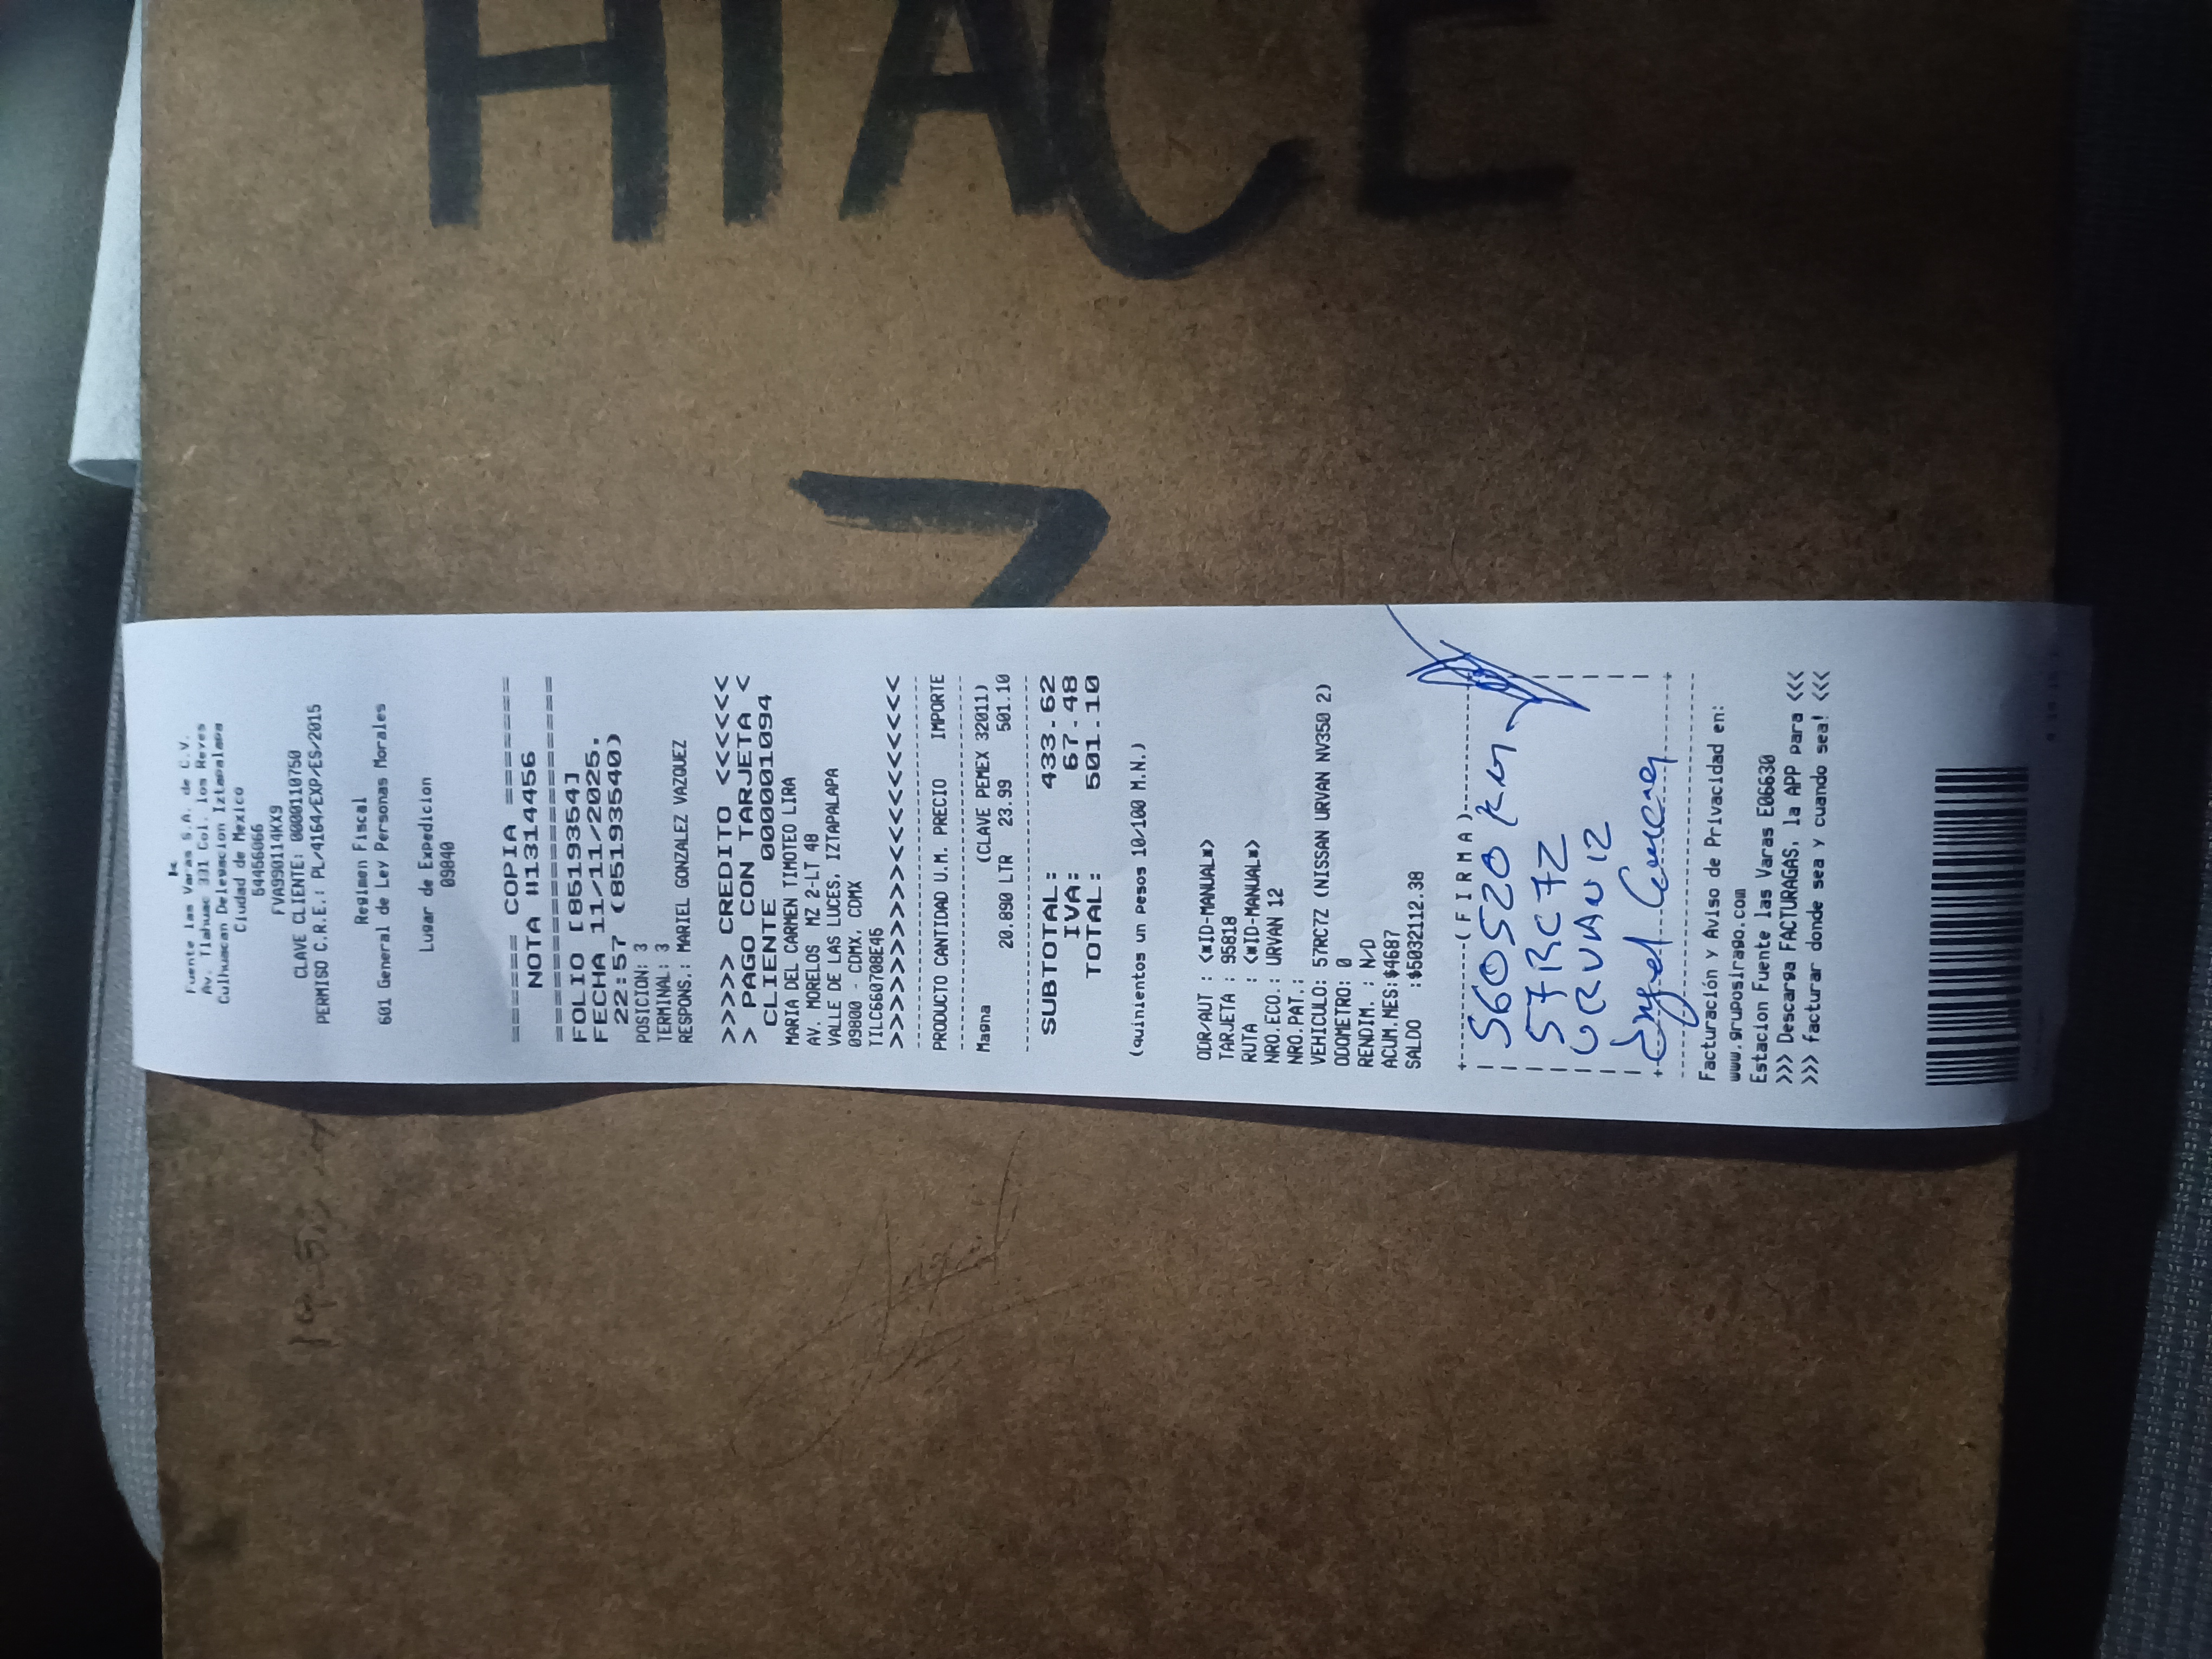 HIACE
7
Fuente las Varas S.A. de C.V.
Av. Tlahuac 331 Col. los Reyes
Culhuacan Delegacion Iztapalapa
Ciudad de Mexico
54456066
FVA990114KX9
CLAVE CLIENTE: 0000110750
PERMISO C.R.E.: PL/4164/EXP/ES/2015
Regimen Fiscal
601 General de Ley Personas Morales
Lugar de Expedicion
09840
===== COPIA =======
NOTA #1314456
===================
FOLIO [85193554]
FECHA 11/11/2025,
22:57 (851935540)
POSICION: 3
TERMINAL: 3
RESPONS.: MARIEL GONZALEZ VAZQUEZ
>>>>> CREDITO <<<<<<
> PAGO CON TARJETA <
CLIENTE 0000001094
MARIA DEL CARMEN TIMOTEO LIRA
AV. MORELOS MZ 2-LT 48
VALLE DE LAS LUCES, IZTAPALAPA
09800 - CDMX, CDMX
TILC660708E45
>>>>>>>>>><<<<<<<<<<
PRODUCTO CANTIDAD U.M. PRECIO IMPORTE
Magna (CLAVE PEMEX 32011)
20.890 LTR 23.99 501.10
SUBTOTAL: 433.62
IVA: 67.48
TOTAL: 501.10
(quinientos un Pesos 10/100 M.N.)
ODR/AUT : <*ID-MANUAL*>
TARJETA : 95818
RUTA : <*ID-MANUAL*>
NRO.ECO.: URVAN 12
NRO.PAT.:
VEHICULO: 57RC7Z (NISSAN URVAN NV350 2)
ODOMETRO: 0
RENDIM. : N/D
ACUM.MES:$4687
SALDO :$5032112.38
+-------(F I R M A)-------+
560520 km
57RC7Z
URVAN 12
Facturación y Aviso de Privacidad en:
www.gruposirago.com
Estacion Fuente las Varas E06630
>>> Descarga FACTURAGAS, la APP para <<<
>>> facturar donde sea y cuando sea! <<<